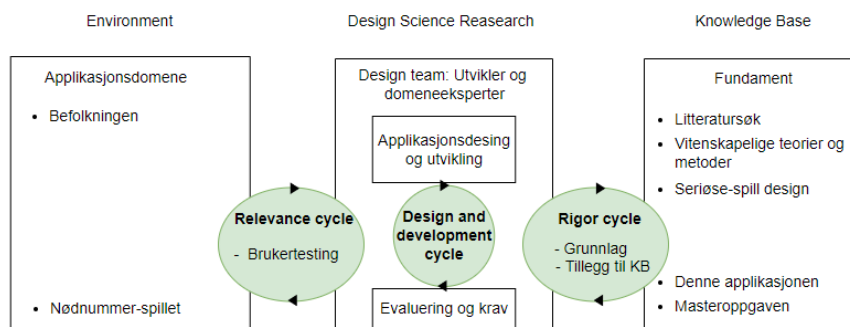 Environment
Design Science Reasearch
Knowledge Base
Applikasjonsdomene
• Befolkningen
• Nødnummer-spillet
Relevance cycle
- Brukertesting
Design team: Utvikler og
domeneeksperter
Applikasjonsdesing
og utvikling
Design and
development
cycle
Evaluering og krav
Rigor cycle
- Grunnlag
- Tillegg til KB
Fundament
• Litteratursøk
• Vitenskapelige teorier og
metoder
• Seriøse-spill design
• Denne applikasjonen
• Masteroppgaven